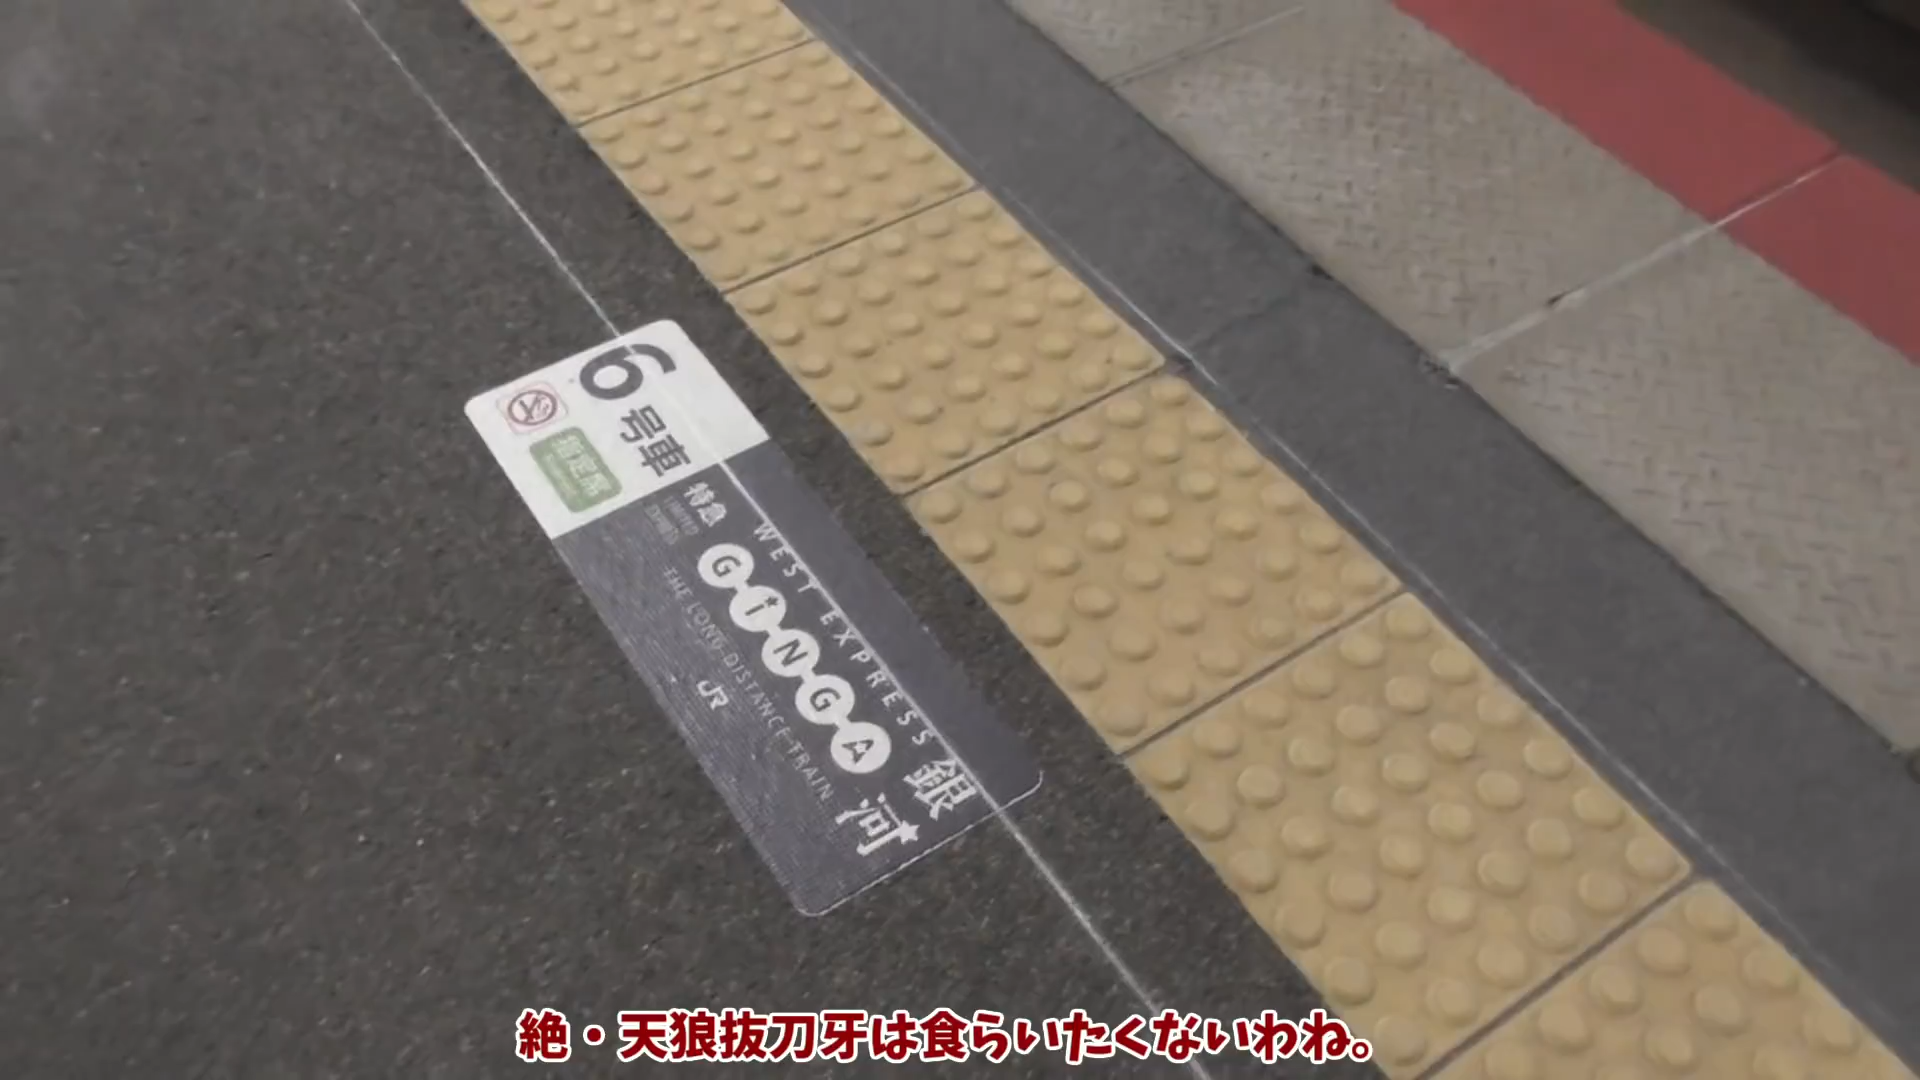 6号車
指定席
特急
LIMITED EXPRESS
WEST EXPRESS 銀河
GINGA
THE LONG-DISTANCE TRAIN
JR
絶・天狼抜刀牙は食らいたくないわね。